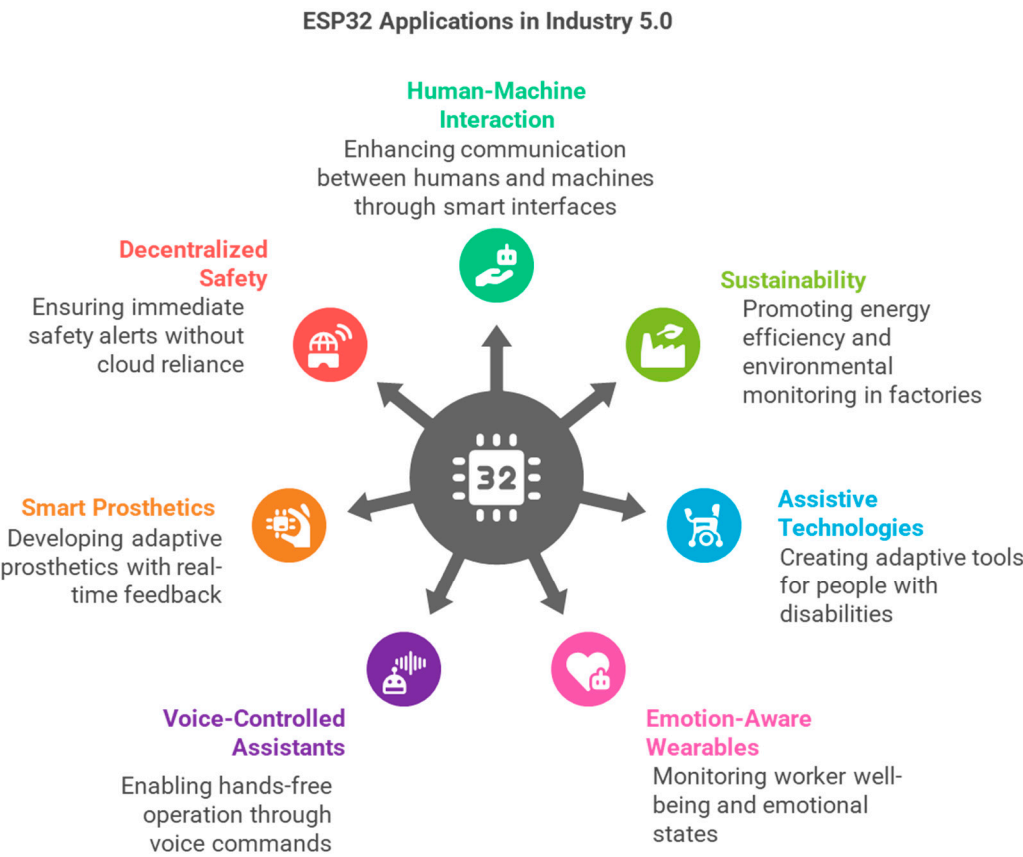 ESP32 Applications in Industry 5.0
Human-Machine
Interaction
Enhancing communication
between humans and machines
through smart interfaces
Decentralized
Safety
Ensuring immediate
safety alerts without
cloud reliance
Sustainability
Promoting energy
efficiency and
environmental
monitoring in factories
32
Smart Prosthetics
Developing adaptive
prosthetics with real-
time feedback
Assistive
Technologies
Creating adaptive tools
for people with
disabilities
Voice-Controlled
Assistants
Enabling hands-free
operation through
voice commands
Emotion-Aware
Wearables
Monitoring worker well-
being and emotional
states